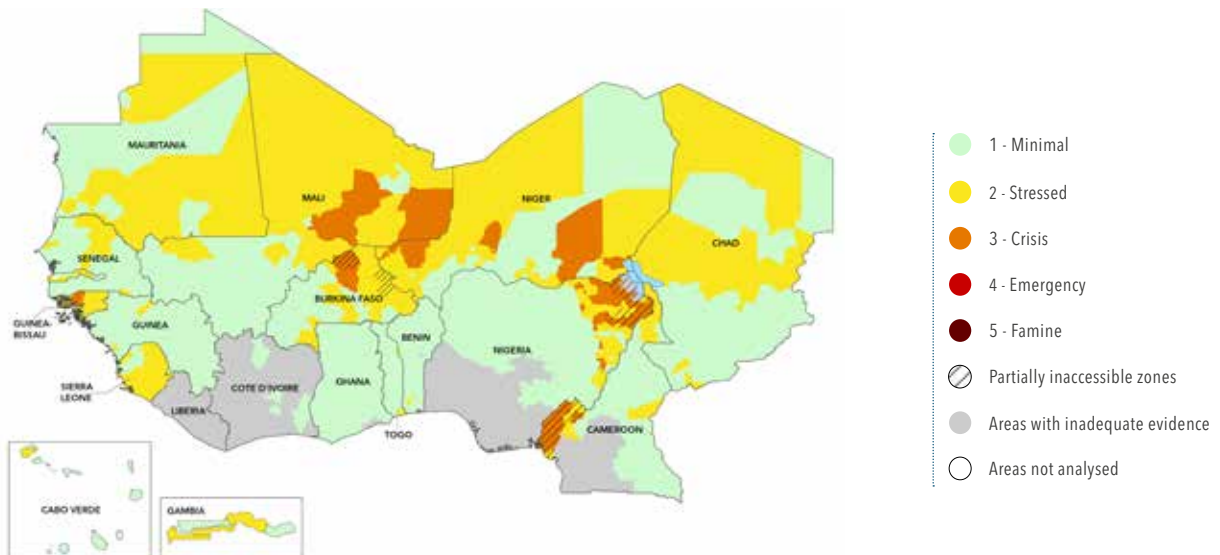 MAURITANIA
MALI
NIGER
CHAD
SENEGAL
BURKINA FASO
GUINEA-
BISSAU
GUINEA
BENIN
NIGERIA
SIERRA
LEONE
COTE D'IVOIRE
GHANA
LIBERIA
TOGO
CAMEROON
CABO VERDE
GAMBIA
1 - Minimal
2 - Stressed
3 - Crisis
4 - Emergency
5 - Famine
Partially inaccessible zones
Areas with inadequate evidence
Areas not analysed